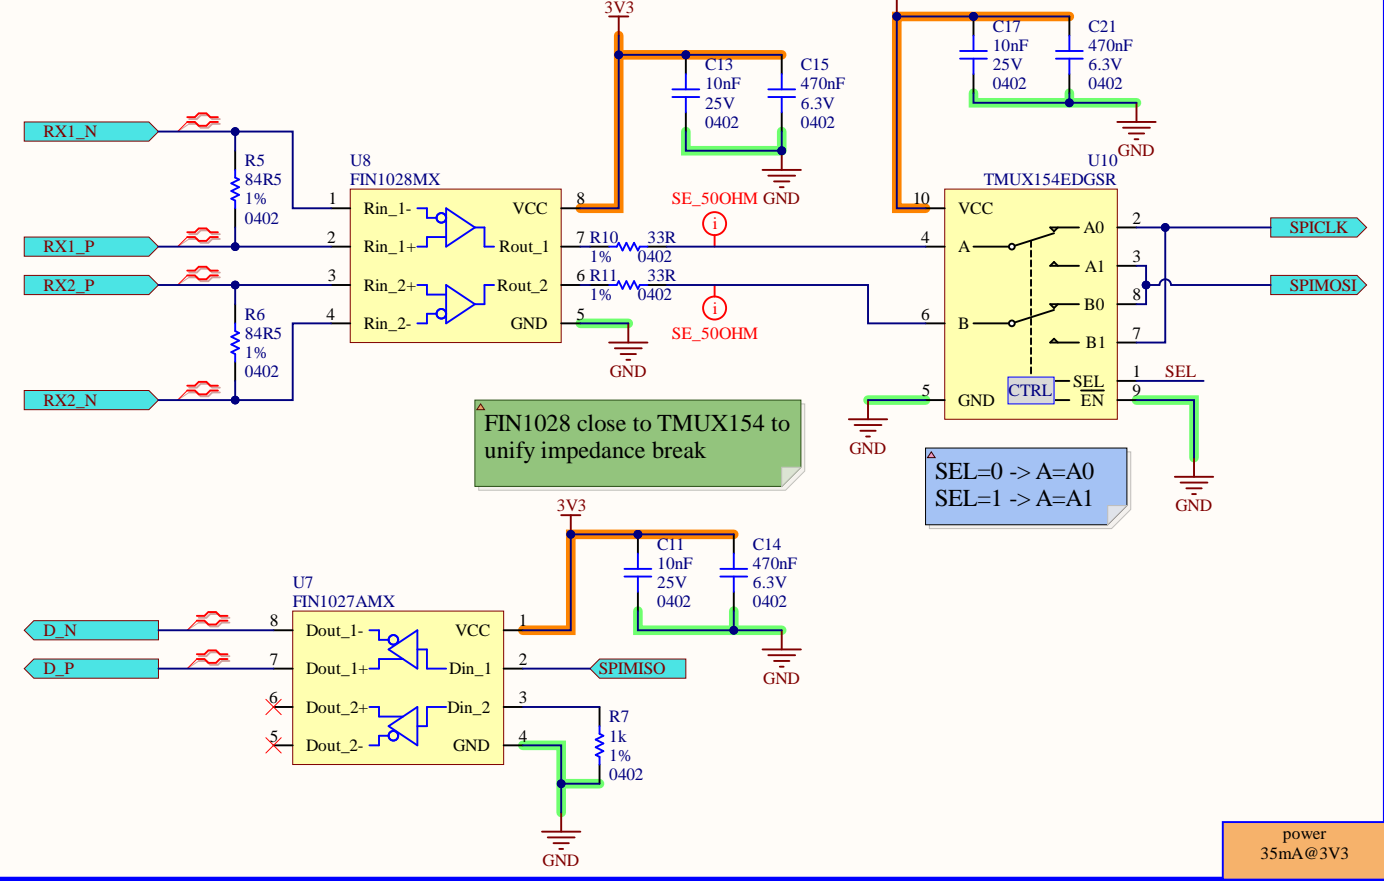 3V3
C13
10nF
25V
0402
C15
470nF
6.3V
0402
GND
C17
10nF
25V
0402
C21
470nF
6.3V
0402
GND
RX1_N
RX1_P
RX2_P
RX2_N
R5
84R5
1%
0402
R6
84R5
1%
0402
U8
FIN1028MX
1 Rin_1-
2 Rin_1+
3 Rin_2+
4 Rin_2-
VCC 8
Rout_1 7
Rout_2 6
GND 5
GND
R10 33R
1% 0402
R11 33R
1% 0402
SE_50OHM
i
i
SE_50OHM
U10
TMUX154EDGSR
10 VCC
4 A
6 B
5 GND
A0 2
A1 3
B0 8
B1 7
SEL 1
EN 9
CTRL
SEL
GND
GND
SPICLK
SPIMOSI
FIN1028 close to TMUX154 to
unify impedance break
SEL=0 -> A=A0
SEL=1 -> A=A1
3V3
C11
10nF
25V
0402
C14
470nF
6.3V
0402
GND
U7
FIN1027AMX
D_N
D_P
8 Dout_1-
7 Dout_1+
6 Dout_2+
5 Dout_2-
VCC 1
Din_1 2
Din_2 3
GND 4
SPIMISO
R7
1k
1%
0402
GND
power
35mA@3V3